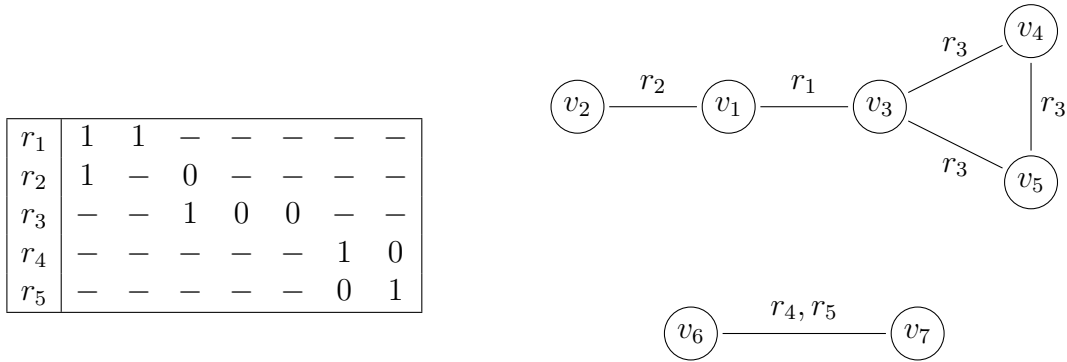 r₁ 1 1 − − − − −
r₂ 1 − 0 − − − −
r₃ − − 1 0 0 − −
r₄ − − − − − 1 0
r₅ − − − − − 0 1
v₄
r₃
v₂ r₂ v₁ r₁ v₃ r₃
r₃
v₅
v₆ r₄, r₅ v₇